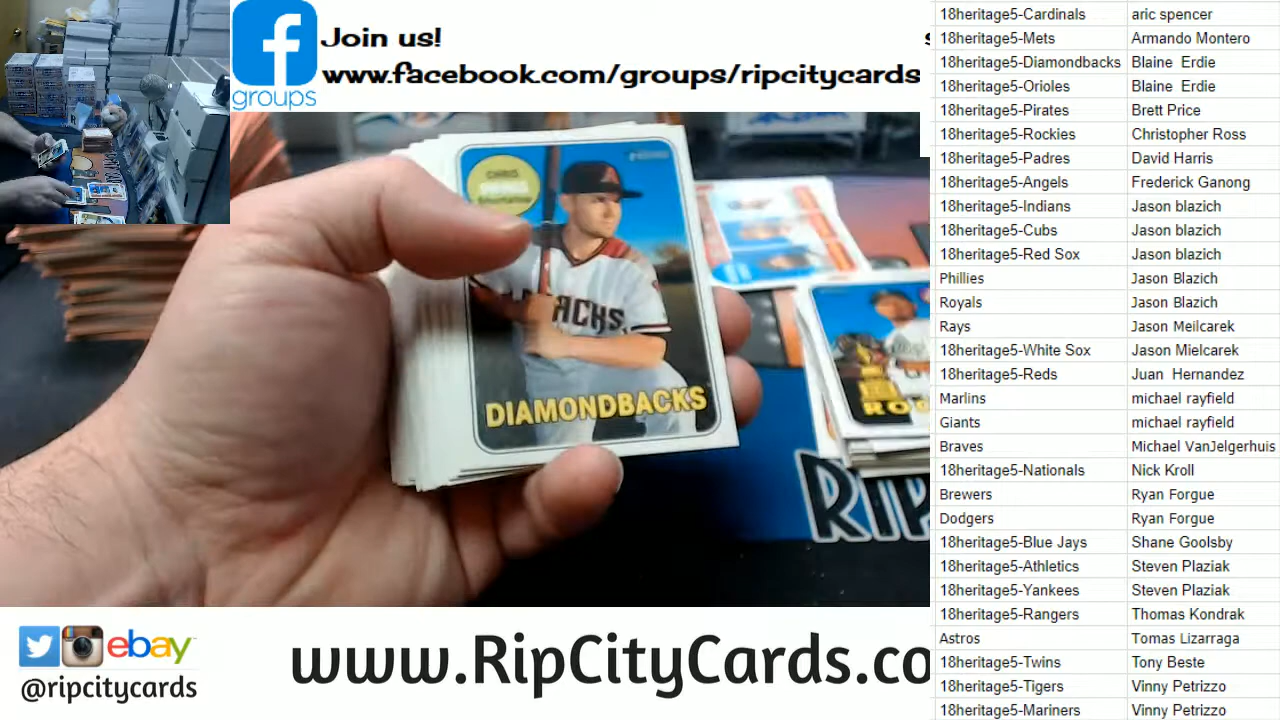 f
groups
Join us!
www.facebook.com/groups/ripcitycards
CHRIS
DIAMONDBACKS
RO
RIP
ebay
@ripcitycards
www.RipCityCards.co
18heritage5-Cardinals aric spencer
18heritage5-Mets Armando Montero
18heritage5-Diamondbacks Blaine Erdie
18heritage5-Orioles Blaine Erdie
18heritage5-Pirates Brett Price
18heritage5-Rockies Christopher Ross
18heritage5-Padres David Harris
18heritage5-Angels Frederick Ganong
18heritage5-Indians Jason blazich
18heritage5-Cubs Jason blazich
18heritage5-Red Sox Jason blazich
Phillies Jason Blazich
Royals Jason Blazich
Rays Jason Meilcarek
18heritage5-White Sox Jason Mielcarek
18heritage5-Reds Juan Hernandez
Marlins michael rayfield
Giants michael rayfield
Braves Michael VanJelgerhuis
18heritage5-Nationals Nick Kroll
Brewers Ryan Forgue
Dodgers Ryan Forgue
18heritage5-Blue Jays Shane Goolsby
18heritage5-Athletics Steven Plaziak
18heritage5-Yankees Steven Plaziak
18heritage5-Rangers Thomas Kondrak
Astros Tomas Lizarraga
18heritage5-Twins Tony Beste
18heritage5-Tigers Vinny Petrizzo
18heritage5-Mariners Vinny Petrizzo